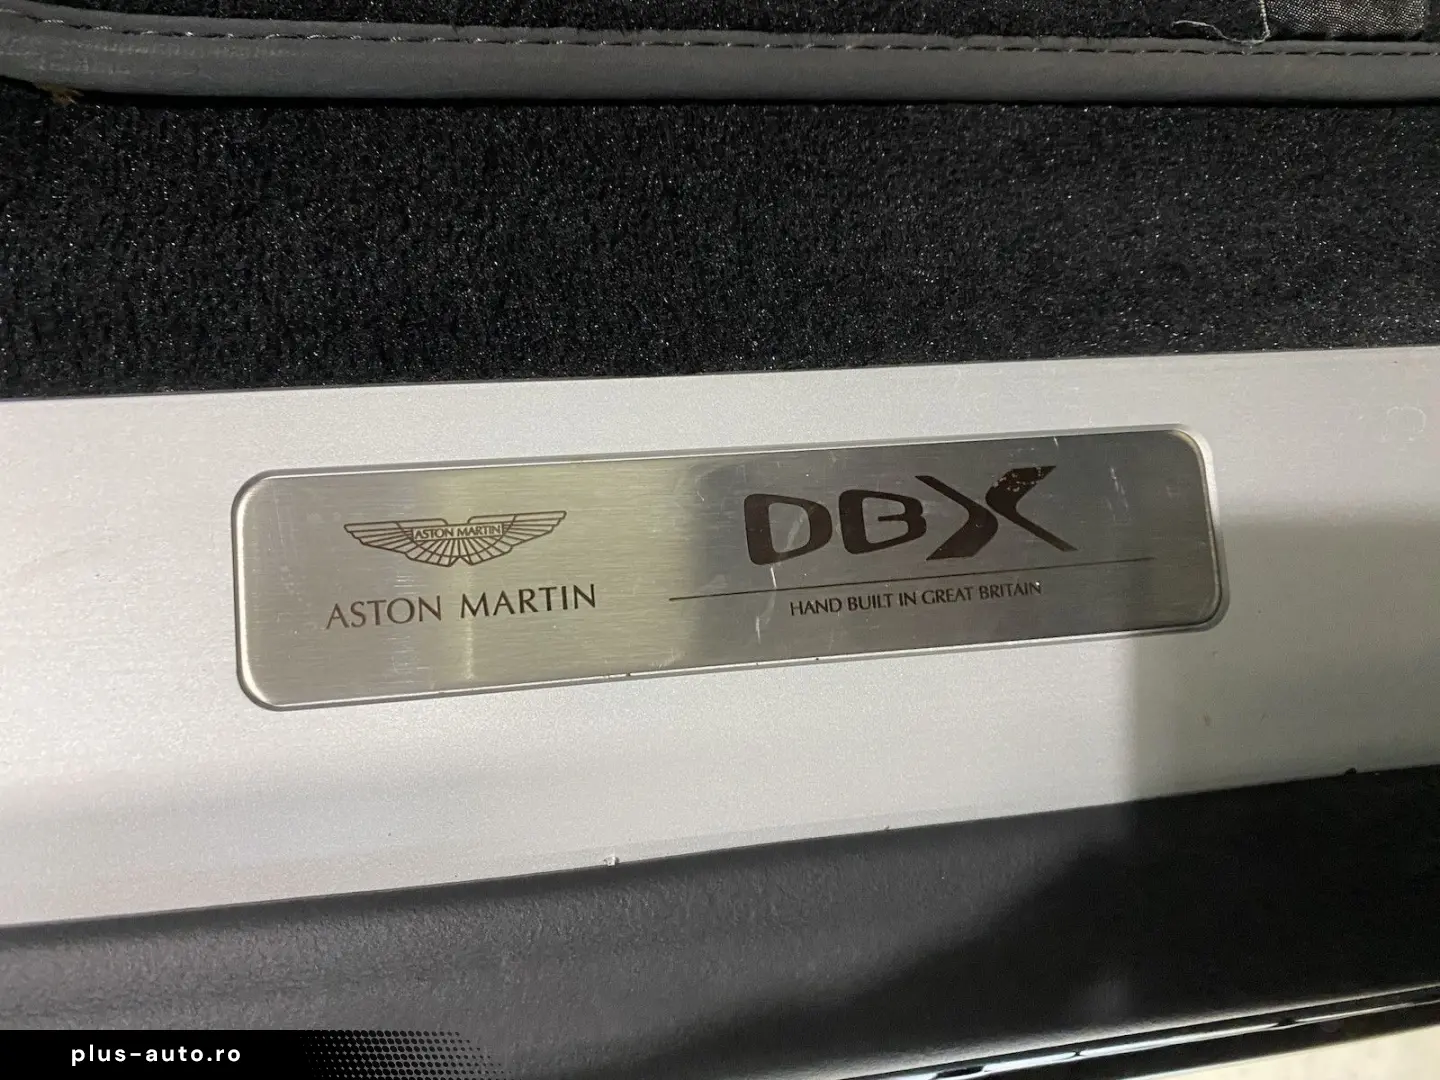 ASTON MARTIN
ASTON MARTIN
DBX
HAND BUILT IN GREAT BRITAIN
plus-auto.ro